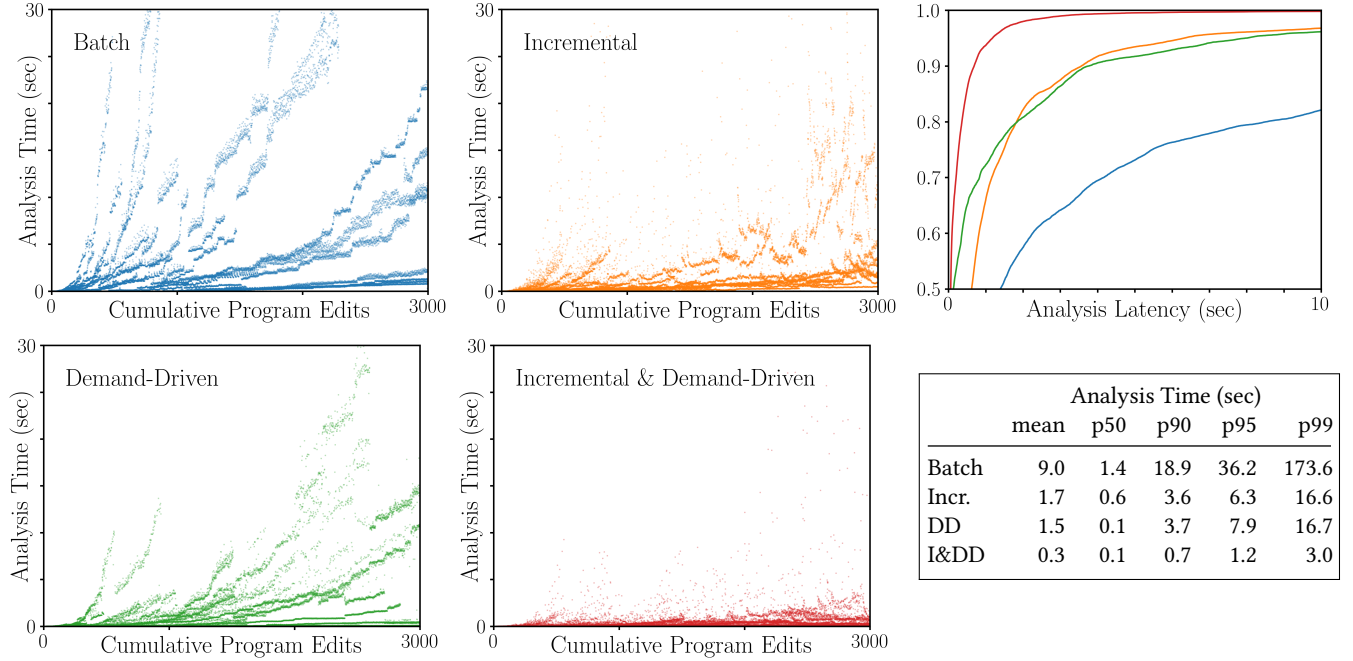 30
Batch
Analysis Time (sec)
0
Cumulative Program Edits
3000
30
Incremental
Analysis Time (sec)
0
Cumulative Program Edits
3000
1.0
0.9
0.8
0.7
0.6
0.5
0
Analysis Latency (sec)
10
30
Demand-Driven
Analysis Time (sec)
0
0
Cumulative Program Edits
3000
30
Incremental & Demand-Driven
Analysis Time (sec)
0
0
Cumulative Program Edits
3000
Analysis Time (sec)
mean p50 p90 p95 p99
Batch 9.0 1.4 18.9 36.2 173.6
Incr. 1.7 0.6 3.6 6.3 16.6
DD 1.5 0.1 3.7 7.9 16.7
I&DD 0.3 0.1 0.7 1.2 3.0